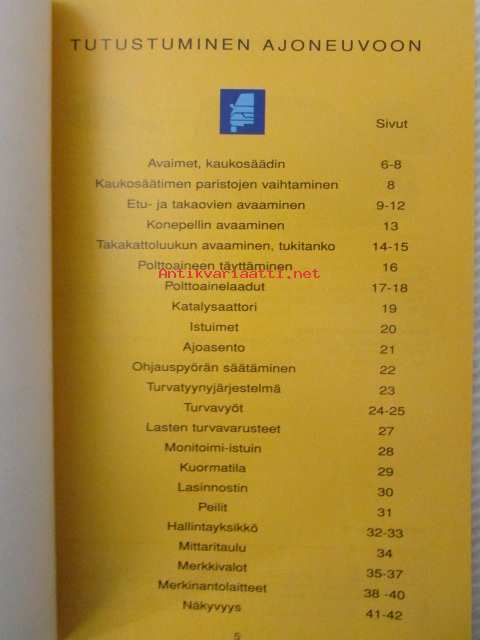 TUTUSTUMINEN AJONEUVOON
Sivut
Avaimet, kaukosäädin 6-8
Kaukosäätimen paristojen vaihtaminen 8
Etu- ja takaovien avaaminen 9-12
Konepellin avaaminen 13
Takakattoluukun avaaminen, tukitanko 14-15
Polttoaineen täyttäminen 16
Antikvariaatti.net
Polttoainelaadut 17-18
Katalysaattori 19
Istuimet 20
Ajoasento 21
Ohjauspyörän säätäminen 22
Turvatyynyjärjestelmä 23
Turvavyöt 24-25
Lasten turvavarusteet 27
Monitoimi-istuin 28
Kuormatila 29
Lasinnostin 30
Peilit 31
Hallintayksikkö 32-33
Mittaritaulu 34
Merkkivalot 35-37
Merkinantolaitteet 38 -40
Näkyvyys 41-42
5